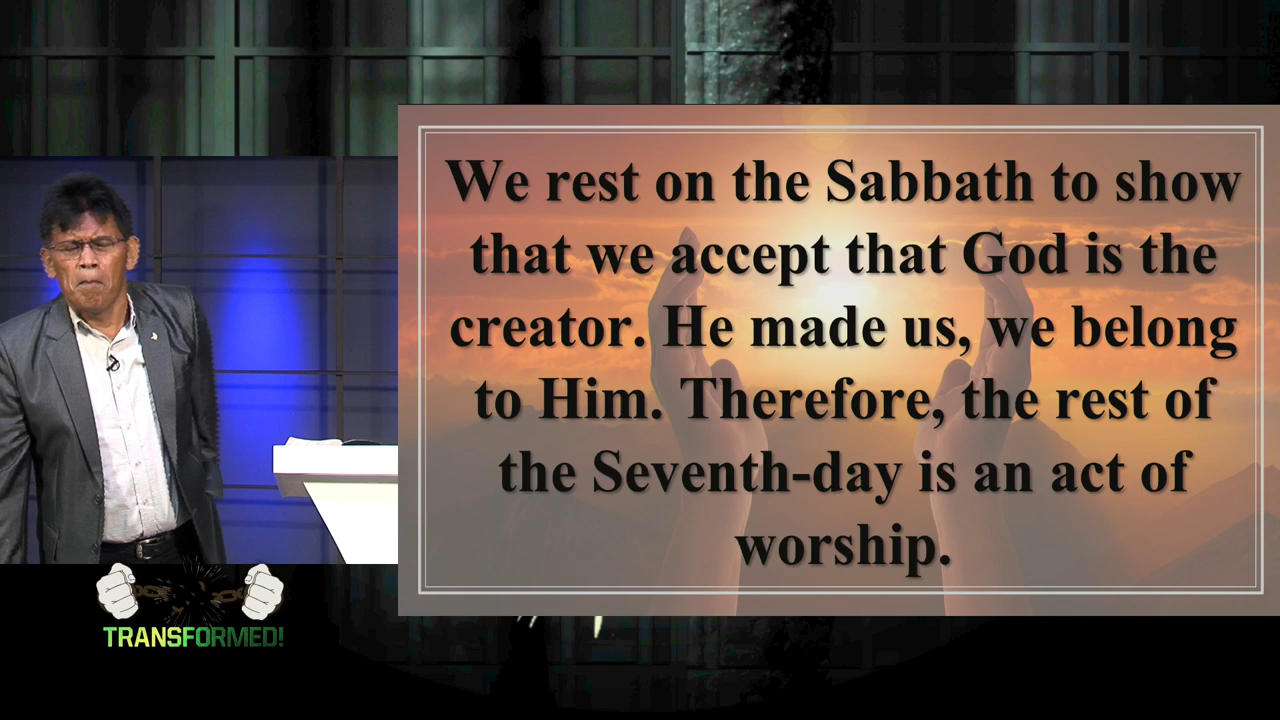 We rest on the Sabbath to show
that we accept that God is the
creator. He made us, we belong
to Him. Therefore, the rest of
the Seventh-day is an act of
worship.
TRANSFORMED!